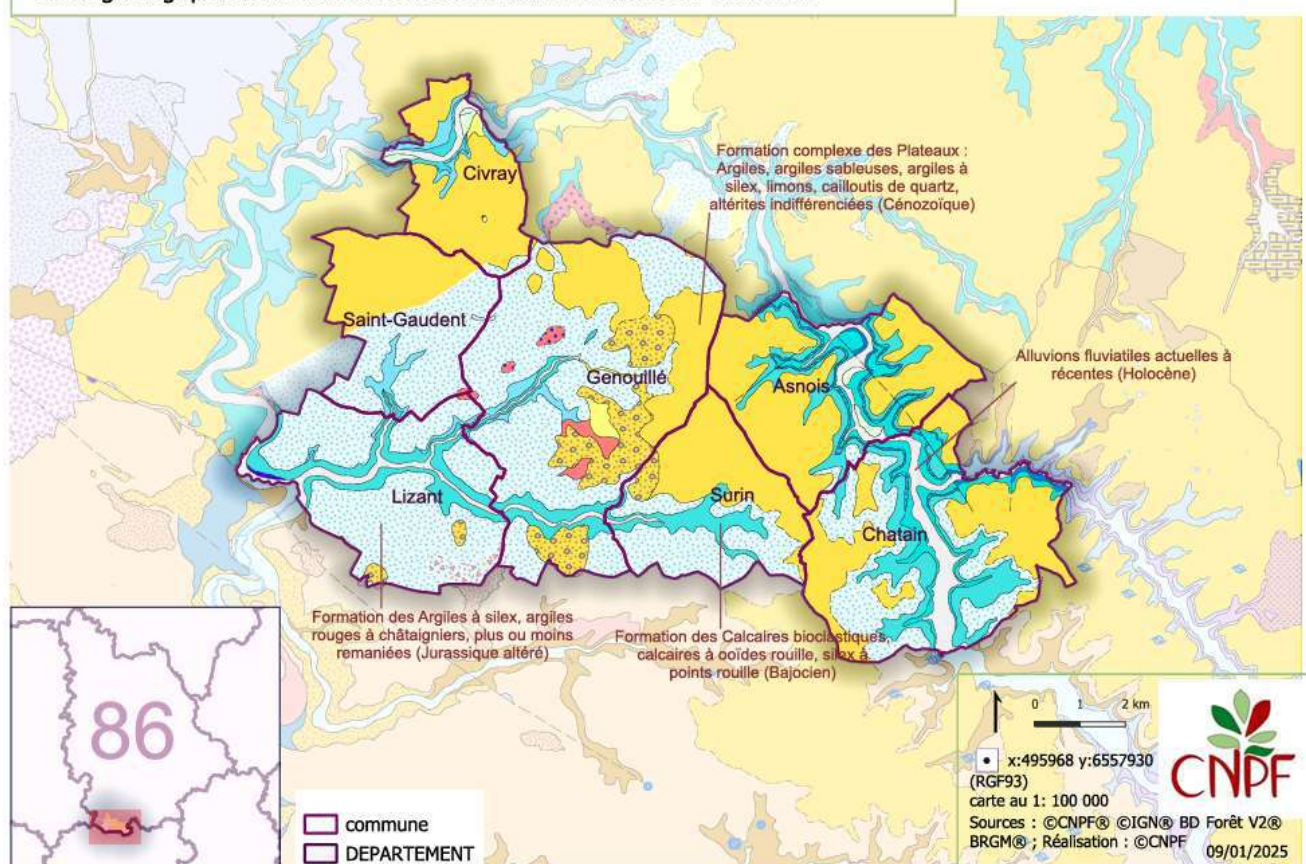 Civray
Formation complexe des Plateaux :
Argiles, argiles sableuses, argiles à
silex, limons, cailloutis de quartz,
altérites indifférenciées (Cénozoïque)
Saint-Gaudent
Genouillé
Asnois
Alluvions fluviatiles actuelles à
récentes (Holocène)
Lizant
Surin
Chatain
Formation des Argiles à silex, argiles
rouges à châtaigniers, plus ou moins
remaniées (Jurassique altéré)
Formation des Calcaires bioclastiques,
calcaires à ooïdes rouille, silex à
points rouille (Bajocien)
86
commune
DEPARTEMENT
0 1 2 km
x:495968 y:6557930
(RGF93)
carte au 1: 100 000
Sources : ©CNPF® ©IGN® BD Forêt V2®
BRGM® ; Réalisation : ©CNPF
09/01/2025
CNPF